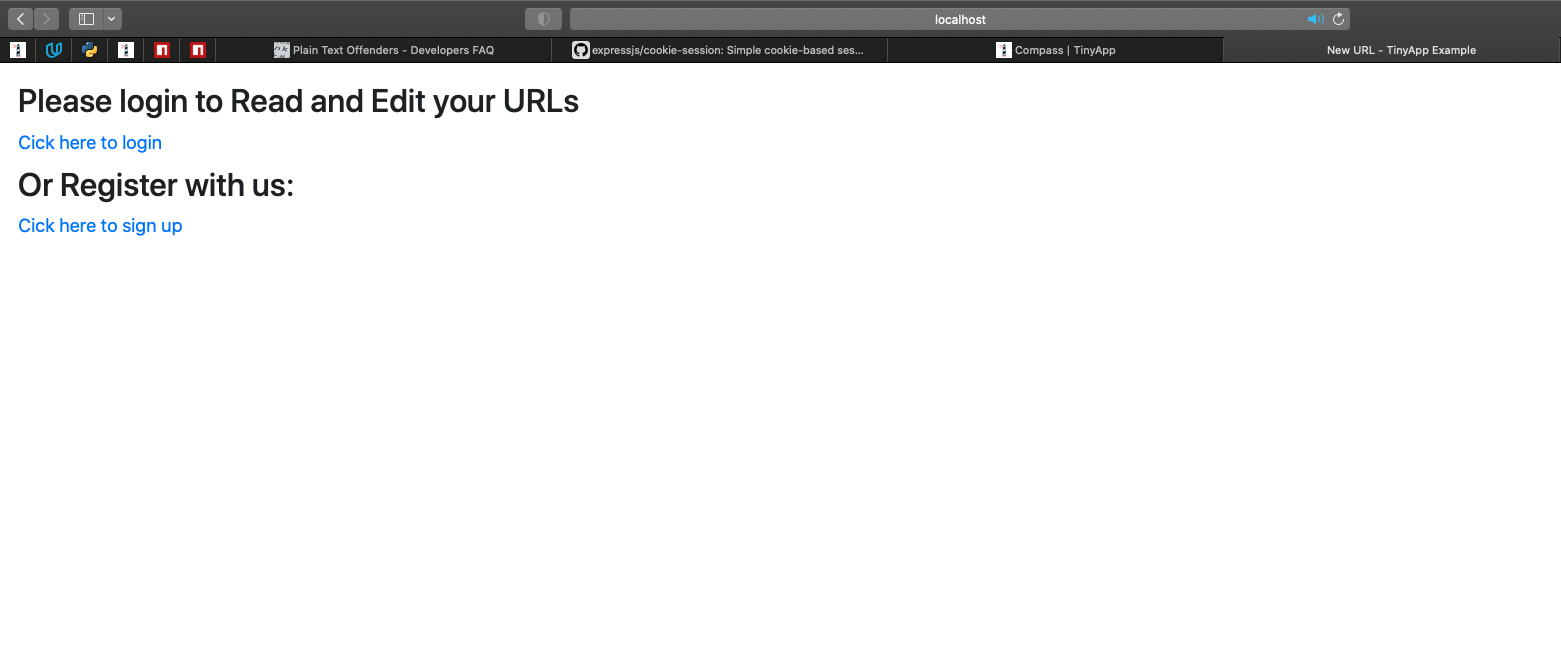 localhost
Plain Text Offenders - Developers FAQ
expressjs/cookie-session: Simple cookie-based ses...
Compass | TinyApp
New URL - TinyApp Example
Please login to Read and Edit your URLs
Cick here to login
Or Register with us:
Cick here to sign up